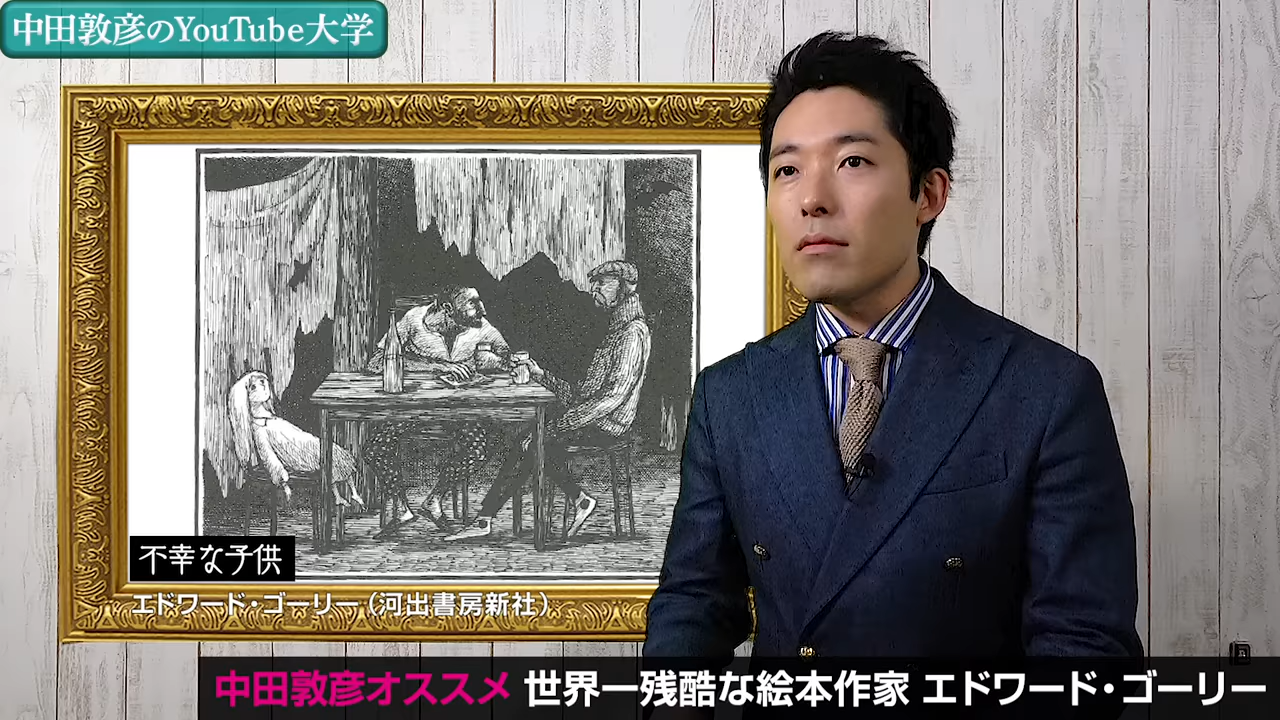 中田敦彦のYouTube大学
不幸な子供
エドワード・ゴーリー（河出書房新社）
中田敦彦オススメ 世界一残酷な絵本作家 エドワード・ゴーリー